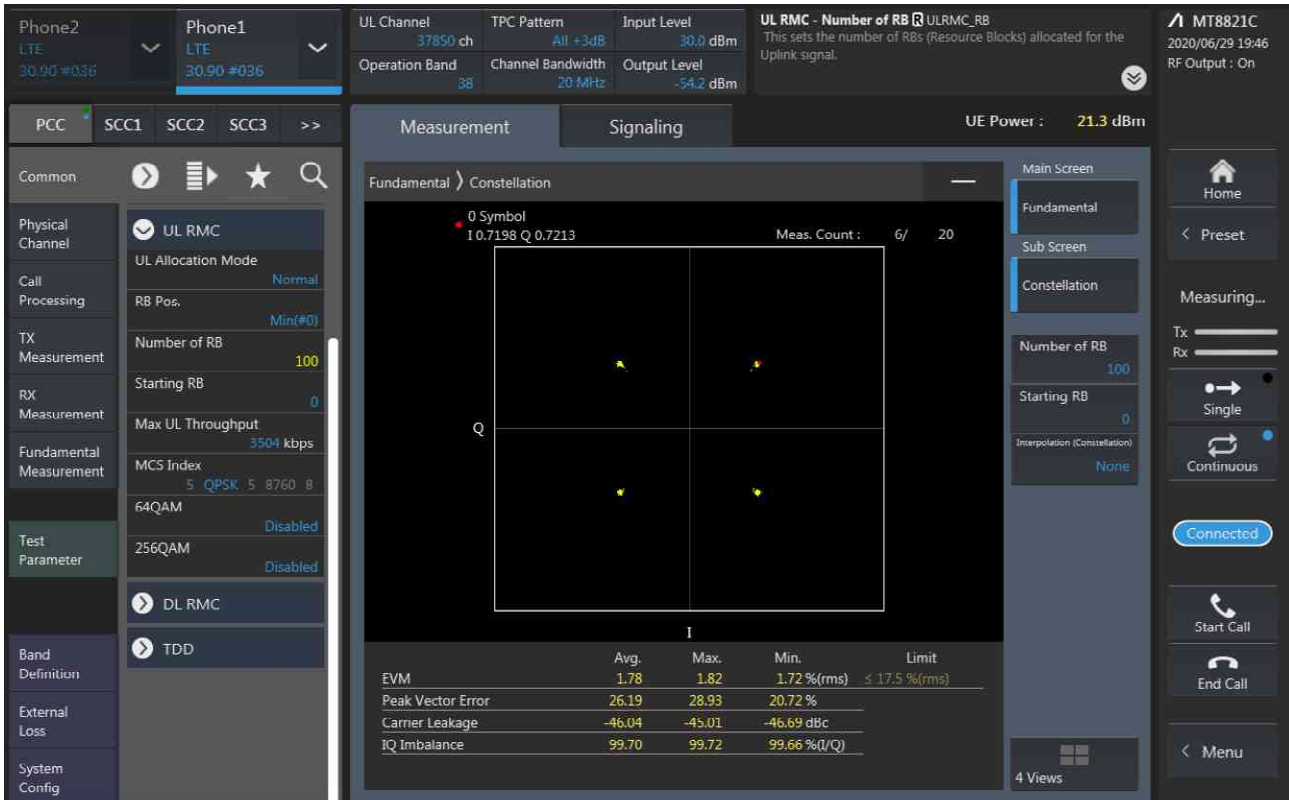 Phone2
LTE
30.90 #036
Phone1
LTE
30.90 #036
UL Channel
37850 ch
TPC Pattern
All +3dB
Input Level
30.0 dBm
Operation Band
38
Channel Bandwidth
20 MHz
Output Level
-54.2 dBm
UL RMC - Number of RB R ULRMC_RB
This sets the number of RBs (Resource Blocks) allocated for the
Uplink signal.
MT8821C
2020/06/29 19:46
RF Output : On
PCC
SCC1
SCC2
SCC3
>>
Measurement
Signaling
UE Power : 21.3 dBm
Common
Physical
Channel
Call
Processing
TX
Measurement
RX
Measurement
Fundamental
Measurement
Test
Parameter
Band
Definition
External
Loss
System
Config
UL RMC
UL Allocation Mode
Normal
RB Pos.
Min(#0)
Number of RB
100
Starting RB
0
Max UL Throughput
3504 kbps
MCS Index
5 QPSK 5 8760 8
64QAM
Disabled
256QAM
Disabled
DL RMC
TDD
Fundamental ⟩ Constellation
0 Symbol
I 0.7198 Q 0.7213
Meas. Count : 6/ 20
Q
I
Avg. Max. Min. Limit
EVM 1.78 1.82 1.72 %(rms) ≤ 17.5 %(rms)
Peak Vector Error 26.19 28.93 20.72 %
Carrier Leakage -46.04 -45.01 -46.69 dBc
IQ Imbalance 99.70 99.72 99.66 %(I/Q)
Main Screen
Fundamental
Sub Screen
Constellation
Number of RB
100
Starting RB
0
Interpolation (Constellation)
None
4 Views
Home
< Preset
Measuring...
Tx
Rx
Single
Continuous
Connected
Start Call
End Call
< Menu